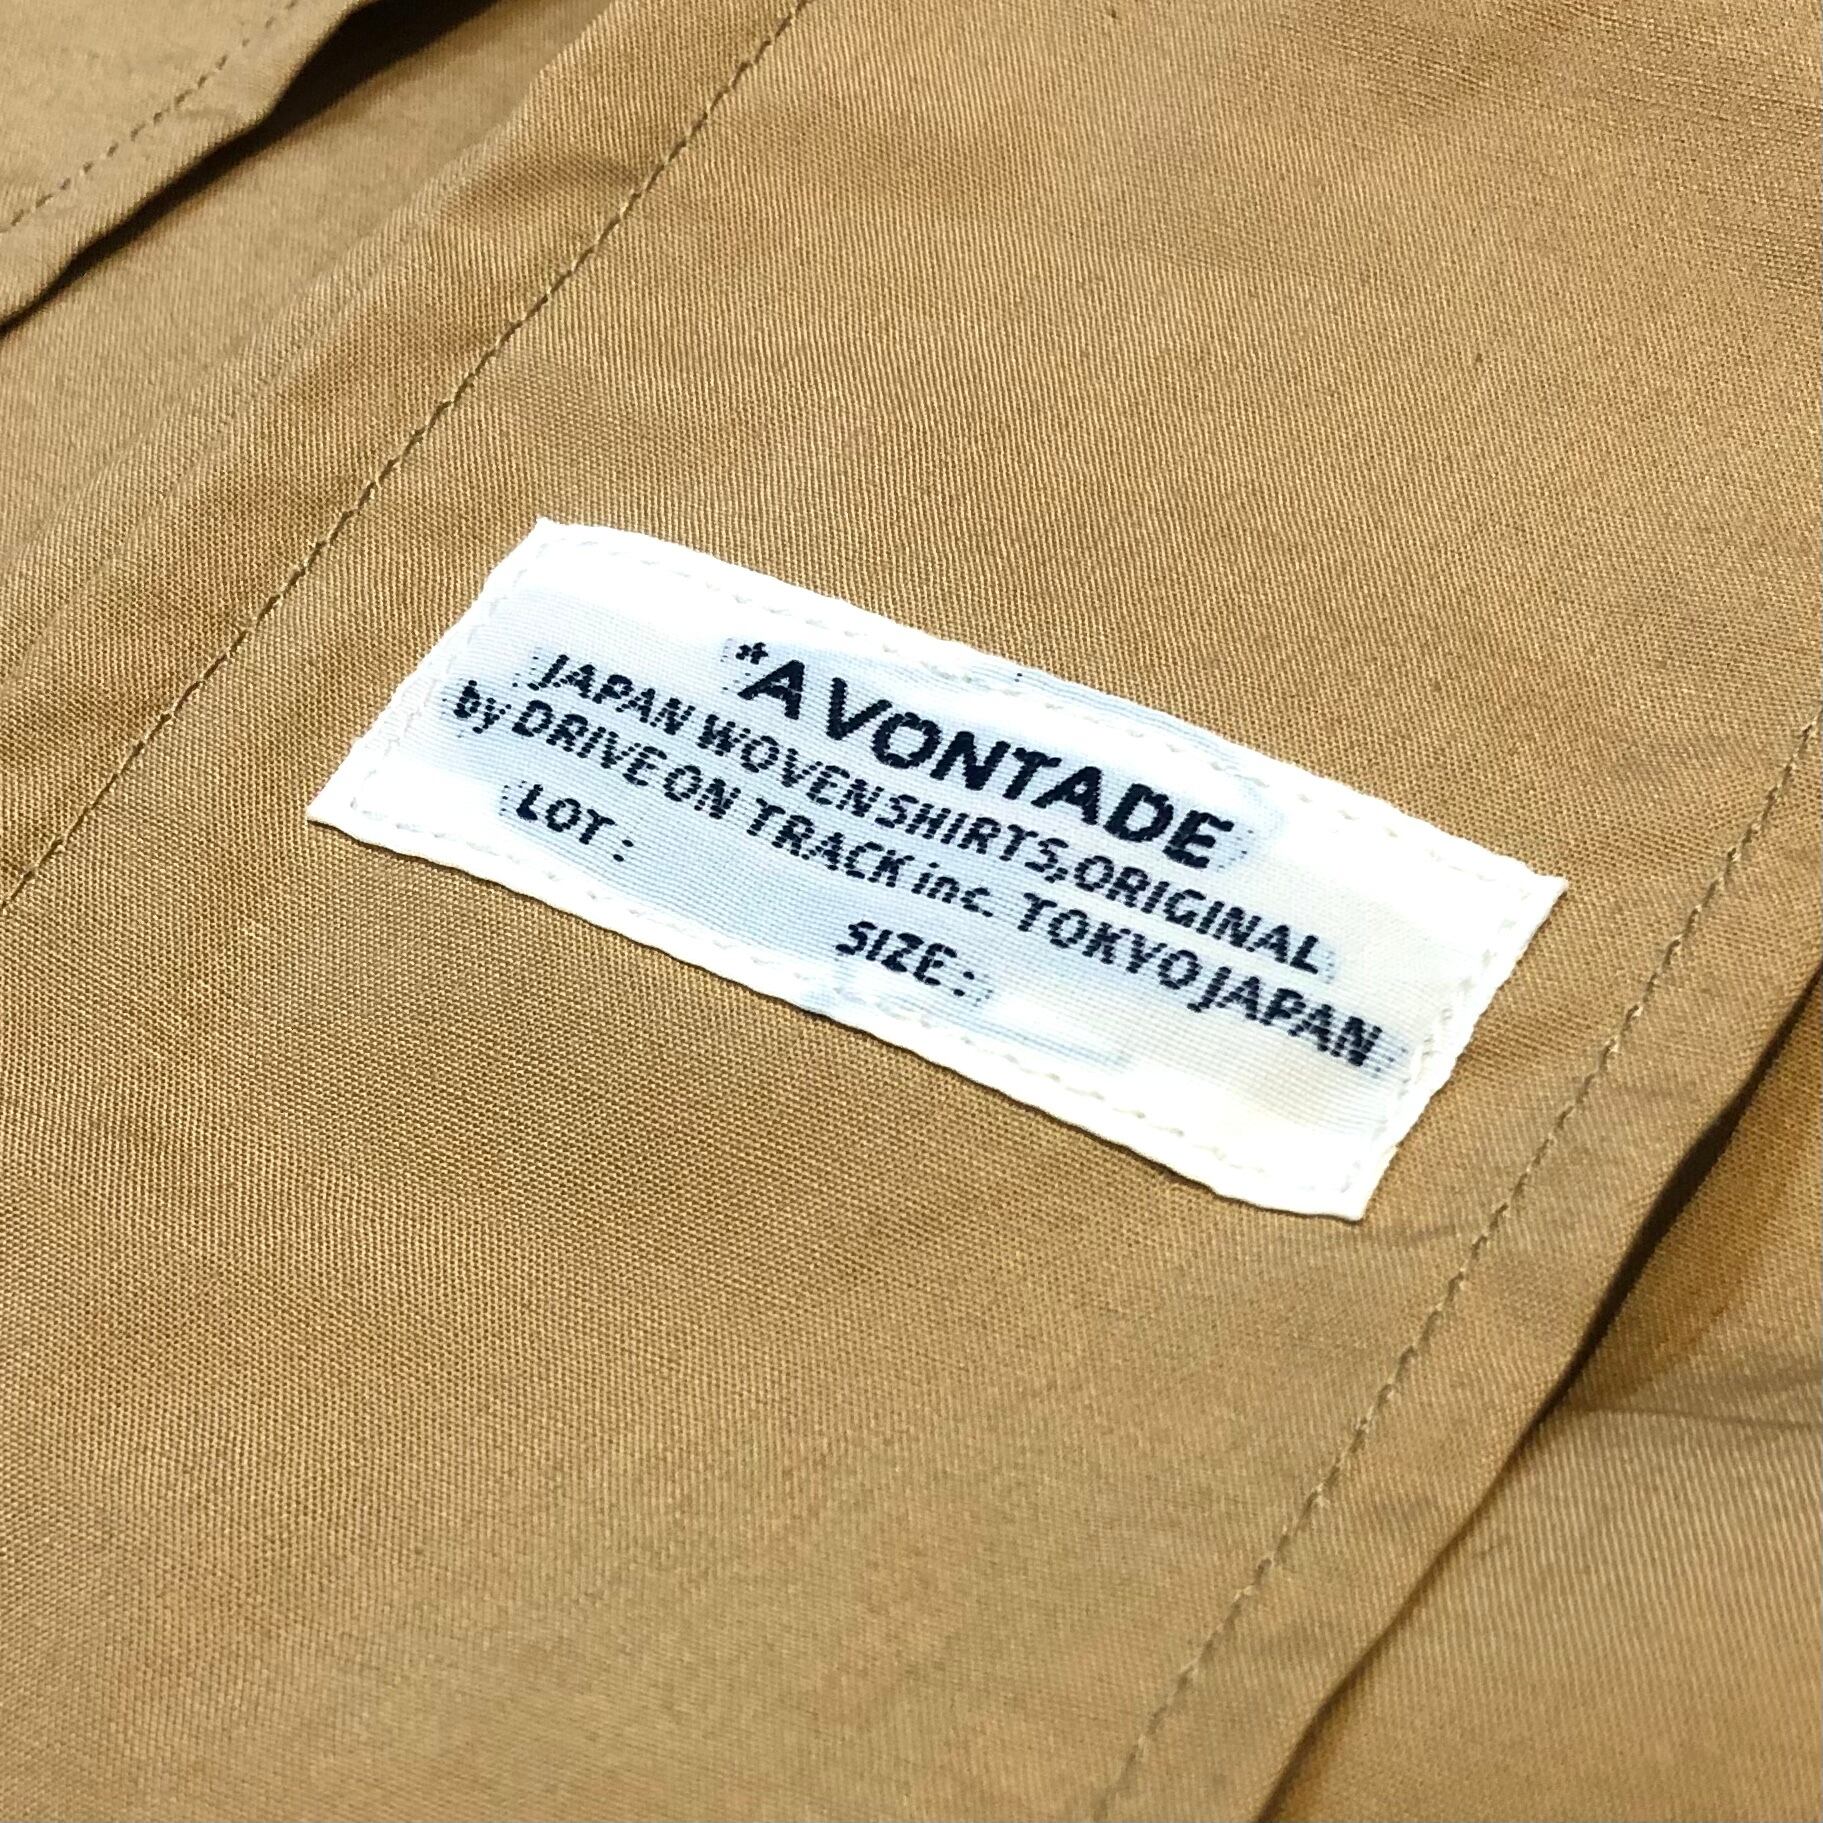 *A VONTADE
JAPAN WOVEN SHIRTS, ORIGINAL.
by DRIVE ON TRACK inc. TOKYO JAPAN
LOT :
SIZE :